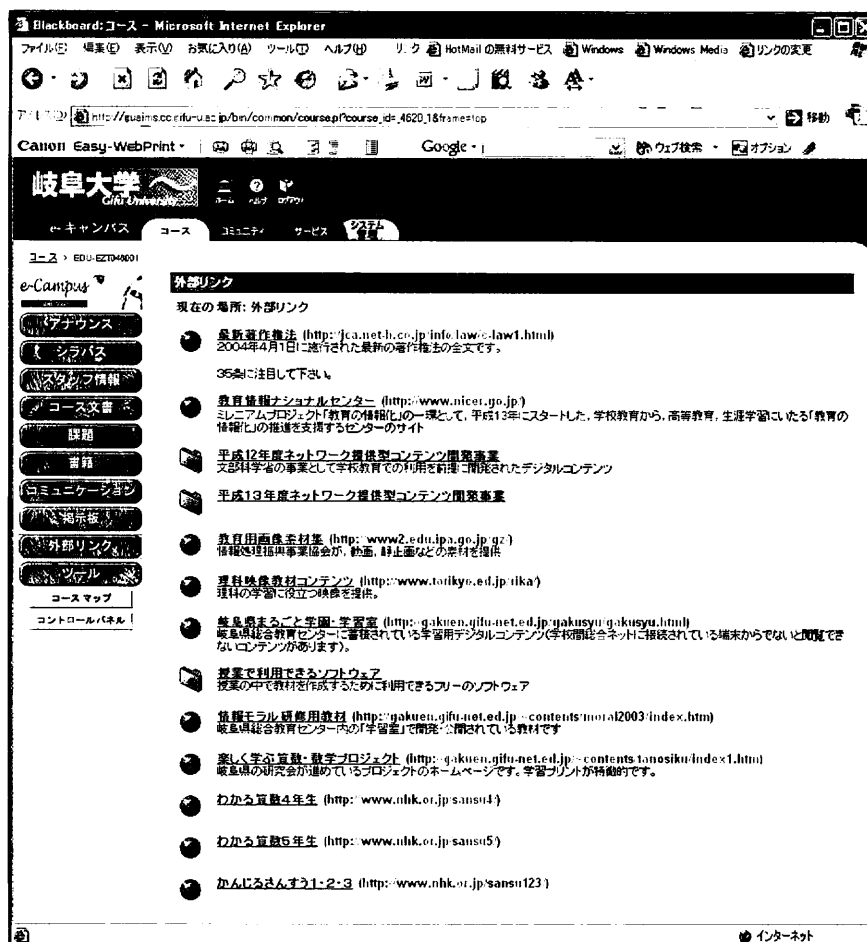 Blackboard: コース - Microsoft Internet Explorer
ファイル(F) 編集(E) 表示(V) お気に入り(A) ツール(T) ヘルプ(H) HotMail の無料サービス Windows Windows Media リンクの変更
移動
Canon Easy-WebPrint Google ウェブ検索 オプション
岐阜大学
Gifu University
ホーム ヘルプ ログアウト
e-キャンパス コース コミュニティ サービス システム管理
コース > EDU-EZT048001
e-Campus
アナウンス
シラバス
スタッフ情報
コース文書
課題
書籍
コミュニケーション
掲示板
外部リンク
ツール
コース マップ
コントロールパネル
外部リンク
現在の場所: 外部リンク
最新著作権法
2004年4月1日に施行された最新の著作権法の全文です。
35条に注目して下さい。
教育情報ナショナルセンター (http://www.nicer.go.jp/)
ミレニアムプロジェクト「教育の情報化」の一環として, 平成13年にスタートした, 学校教育から, 高等教育, 生涯学習にいたる「教育の
情報化」の推進を支援するセンターのサイト
平成12年度ネットワーク提供型コンテンツ開発事業
文部科学省の事業として学校教育での利用を前提に開発されたデジタルコンテンツ
平成13年度ネットワーク提供型コンテンツ開発事業
教育用画像素材集 (http://www2.edu.ipa.go.jp/gz/)
情報処理振興事業協会が, 動画, 静止画などの素材を提供
理科映像教材コンテンツ
理科の学習に役立つ映像を提供。
岐阜県まるごと学園・学習室 (http://gakuen.gifu-net.ed.jp/gakusyu/gakusyu.html)
岐阜県総合教育センターに蓄積されている学習用デジタルコンテンツ(学校間総合ネットに接続されている端末からでないと閲覧でき
ないコンテンツがあります)。
授業で利用できるソフトウェア
授業の中で教材を作成するために利用できるフリーのソフトウェア
情報モラル研修用教材 (http://gakuen.gifu-net.ed.jp/~contents/moral2003/index.htm)
岐阜県総合教育センター内の「学習室」で開発・公開されている教材です
楽しく学ぶ算数・数学プロジェクト (http://gakuen.gifu-net.ed.jp/~contents/tanosiku/index1.htm)
岐阜県の研究会が進めているプロジェクトのホームページです。学習プリントが特徴的です。
わかる算数4年生 (http://www.nhk.or.jp/sansu4/)
わかる算数5年生 (http://www.nhk.or.jp/sansu5/)
かんじるさんすう1・2・3 (http://www.nhk.or.jp/sansu123/)
インターネット